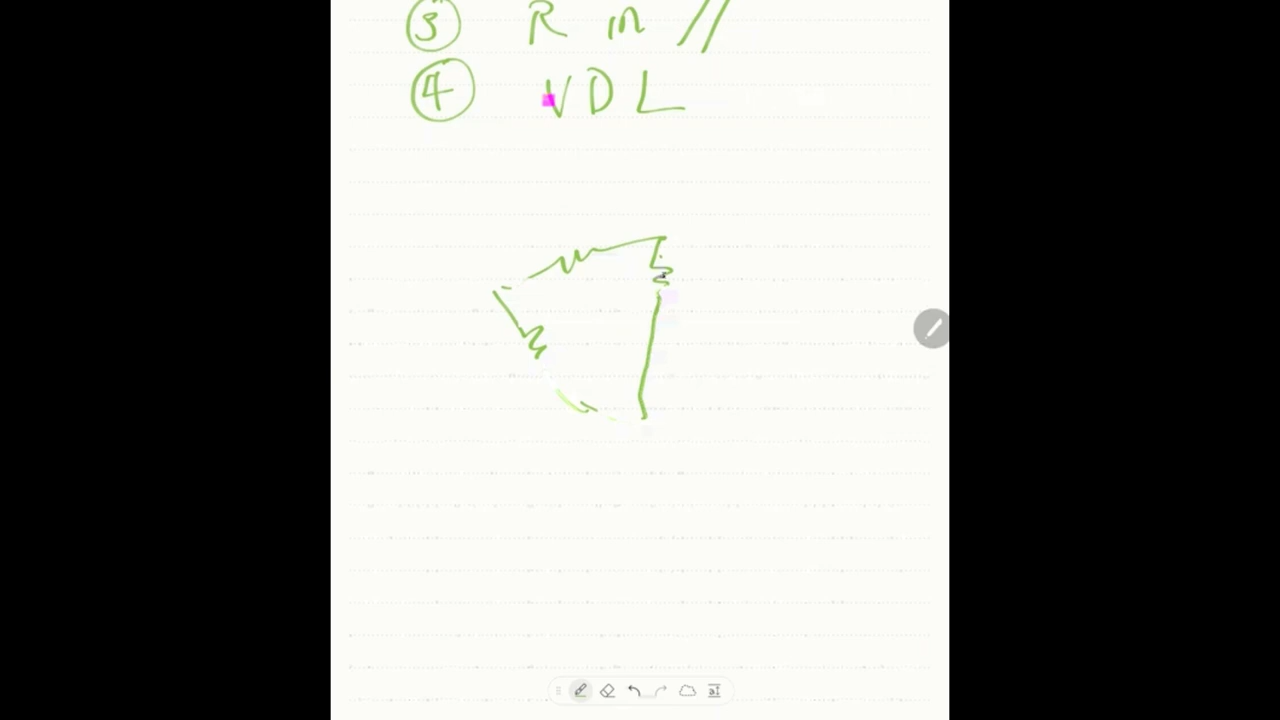 ③ R in //
④ VDL